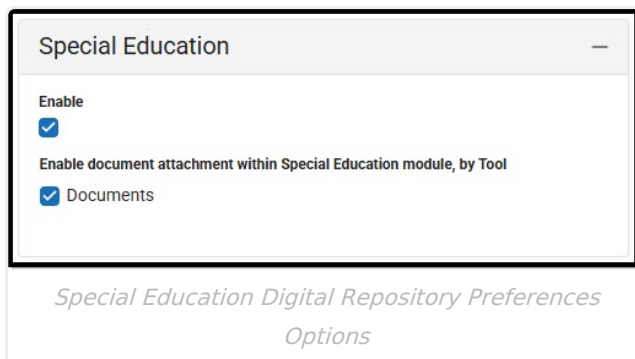 Special Education
Enable
Enable document attachment within Special Education module, by Tool
Documents
Special Education Digital Repository Preferences
Options